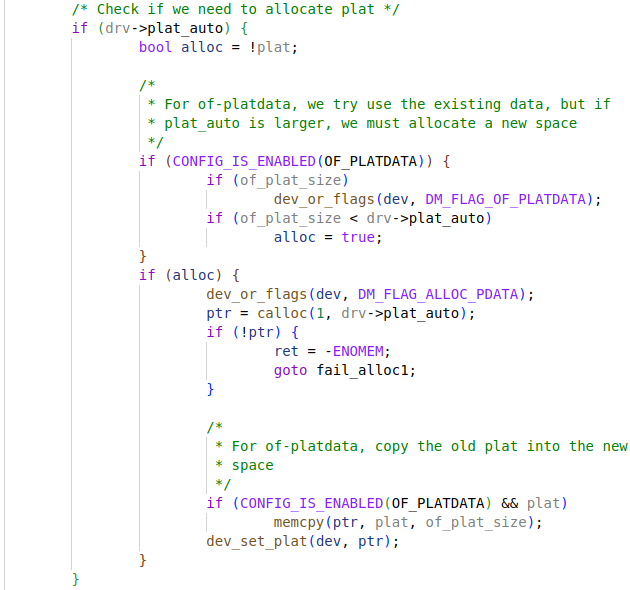 /* Check if we need to allocate plat */
if (drv->plat_auto) {
bool alloc = !plat;
/*
* For of-platdata, we try use the existing data, but if
* plat_auto is larger, we must allocate a new space
*/
if (CONFIG_IS_ENABLED(OF_PLATDATA)) {
if (of_plat_size)
dev_or_flags(dev, DM_FLAG_OF_PLATDATA);
if (of_plat_size < drv->plat_auto)
alloc = true;
}
if (alloc) {
dev_or_flags(dev, DM_FLAG_ALLOC_PDATA);
ptr = calloc(1, drv->plat_auto);
if (!ptr) {
ret = -ENOMEM;
goto fail_alloc1;
}
/*
* For of-platdata, copy the old plat into the new
* space
*/
if (CONFIG_IS_ENABLED(OF_PLATDATA) && plat)
memcpy(ptr, plat, of_plat_size);
dev_set_plat(dev, ptr);
}
}